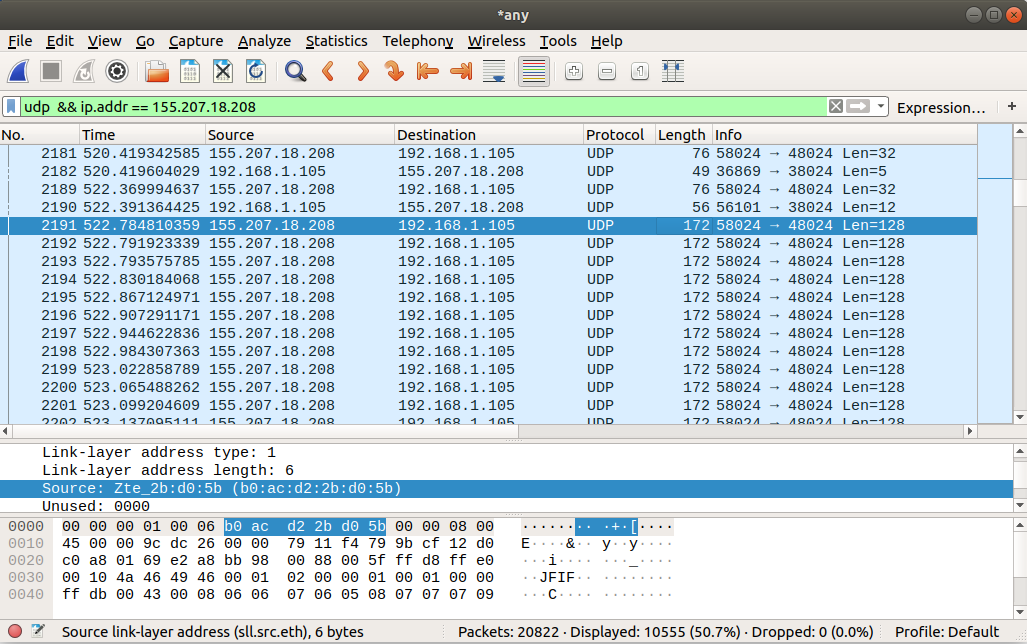 *any
File Edit View Go Capture Analyze Statistics Telephony Wireless Tools Help
udp && ip.addr == 155.207.18.208 Expression… +
No. Time Source Destination Protocol Length Info
2181 520.419342585 155.207.18.208 192.168.1.105 UDP 76 58024 → 48024 Len=32
2182 520.419604029 192.168.1.105 155.207.18.208 UDP 49 36869 → 38024 Len=5
2189 522.369994637 155.207.18.208 192.168.1.105 UDP 76 58024 → 48024 Len=32
2190 522.391364425 192.168.1.105 155.207.18.208 UDP 56 56101 → 38024 Len=12
2191 522.784810359 155.207.18.208 192.168.1.105 UDP 172 58024 → 48024 Len=128
2192 522.791923339 155.207.18.208 192.168.1.105 UDP 172 58024 → 48024 Len=128
2193 522.793575785 155.207.18.208 192.168.1.105 UDP 172 58024 → 48024 Len=128
2194 522.830184068 155.207.18.208 192.168.1.105 UDP 172 58024 → 48024 Len=128
2195 522.867124971 155.207.18.208 192.168.1.105 UDP 172 58024 → 48024 Len=128
2196 522.907291171 155.207.18.208 192.168.1.105 UDP 172 58024 → 48024 Len=128
2197 522.944622836 155.207.18.208 192.168.1.105 UDP 172 58024 → 48024 Len=128
2198 522.984307363 155.207.18.208 192.168.1.105 UDP 172 58024 → 48024 Len=128
2199 523.022858789 155.207.18.208 192.168.1.105 UDP 172 58024 → 48024 Len=128
2200 523.065488262 155.207.18.208 192.168.1.105 UDP 172 58024 → 48024 Len=128
2201 523.099204609 155.207.18.208 192.168.1.105 UDP 172 58024 → 48024 Len=128
2202 523.137095111 155.207.18.208 192.168.1.105 UDP 172 58024 → 48024 Len=128
Link-layer address type: 1
Link-layer address length: 6
Source: Zte_2b:d0:5b (b0:ac:d2:2b:d0:5b)
Unused: 0000
0000 00 00 00 01 00 06 b0 ac d2 2b d0 5b 00 00 08 00 ········ ·+·[····
0010 45 00 00 9c dc 26 00 00 79 11 f4 79 9b cf 12 d0 E····&·· y··y····
0020 c0 a8 01 69 e2 a8 bb 98 00 88 00 5f ff d8 ff e0 ···i···· ···_····
0030 00 10 4a 46 49 46 00 01 02 00 00 01 00 01 00 00 ··JFIF·· ········
0040 ff db 00 43 00 08 06 06 07 06 05 08 07 07 07 09 ···C···· ········
Source link-layer address (sll.src.eth), 6 bytes Packets: 20822 · Displayed: 10555 (50.7%) · Dropped: 0 (0.0%) Profile: Default